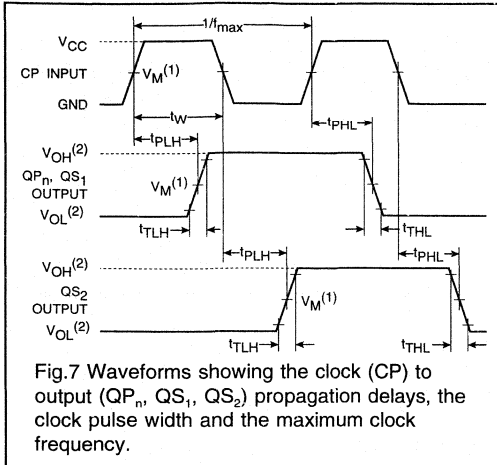 1/fmax
VCC
CP INPUT
VM(1)
GND
tW
tPLH
tPHL
VOH(2)
QPn, QS1
OUTPUT
VM(1)
VOL(2)
tTLH
tTHL
tPLH
tPHL
VOH(2)
QS2
OUTPUT
VM(1)
VOL(2)
tTLH
tTHL
Fig.7 Waveforms showing the clock (CP) to
output (QPn, QS1, QS2) propagation delays, the
clock pulse width and the maximum clock
frequency.